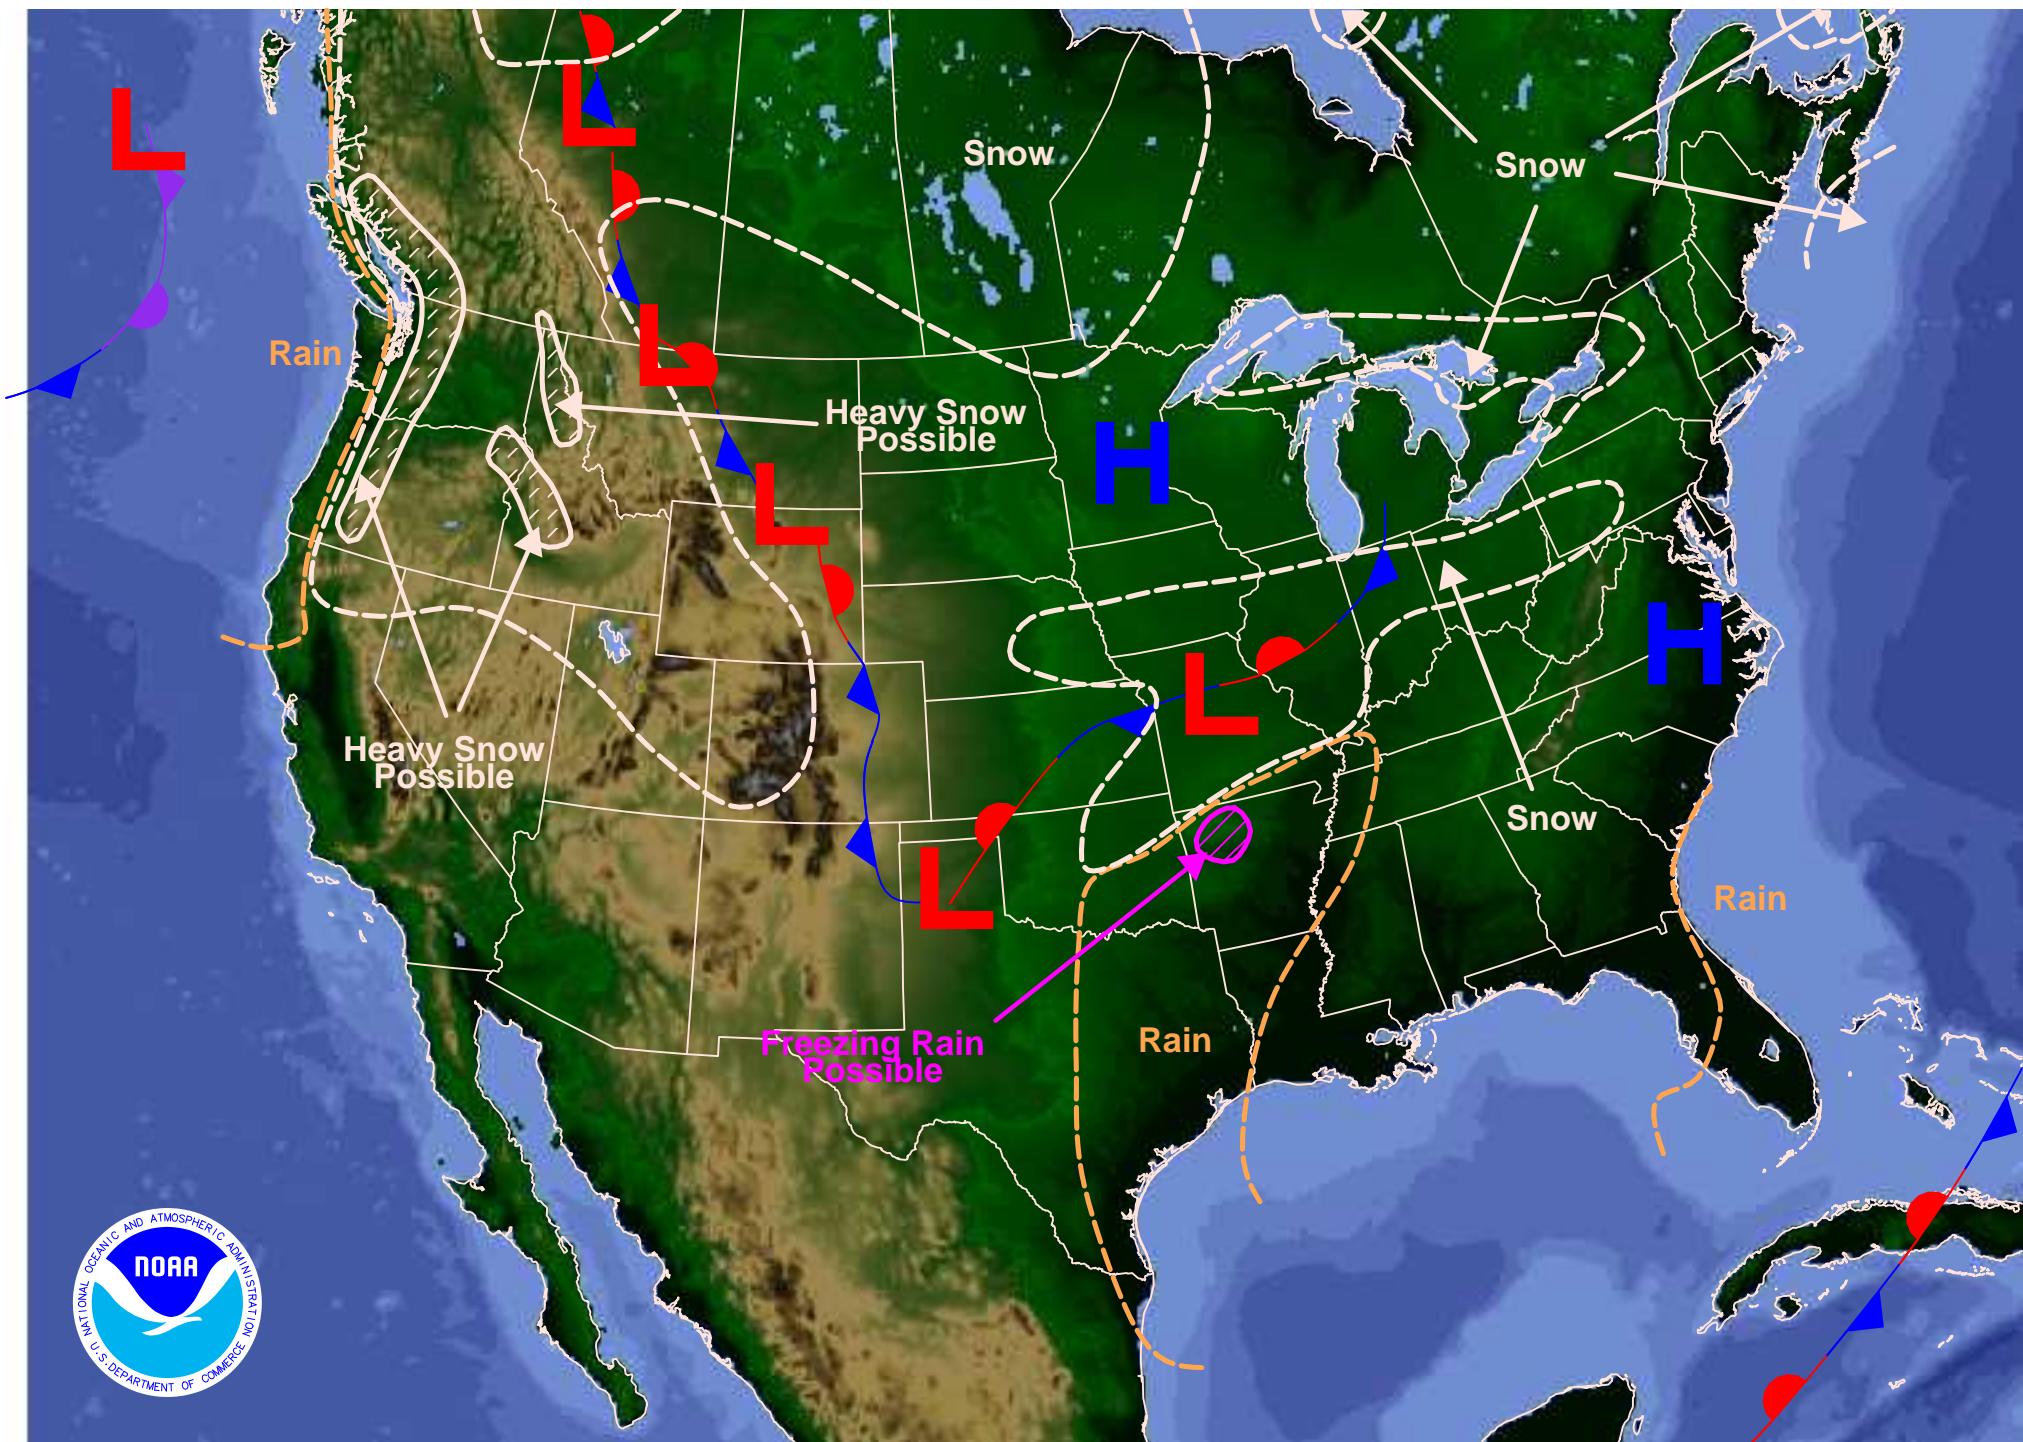 L
L
Snow
Snow
L
Rain
Heavy Snow
Possible
H
L
H
L
Heavy Snow
Possible
Snow
L
Rain
Freezing Rain
Possible
Rain
NATIONAL OCEANIC AND ATMOSPHERIC ADMINISTRATION
NOAA
U.S. DEPARTMENT OF COMMERCE